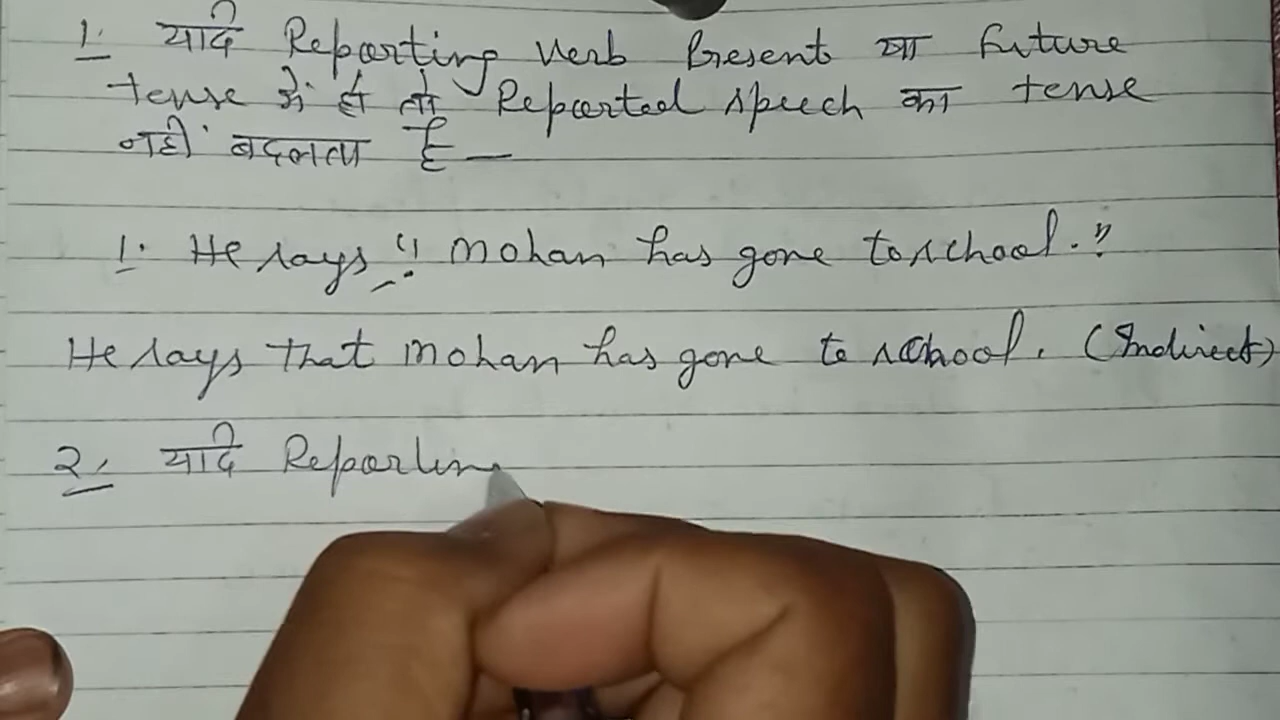 1. यदि Reporting Verb Present या Future
tense में हो तो Reported speech का tense
नहीं बदलता है —
1. He says, "Mohan has gone to school."
He says that Mohan has gone to school. (Indirect)
2. यदि Reportin